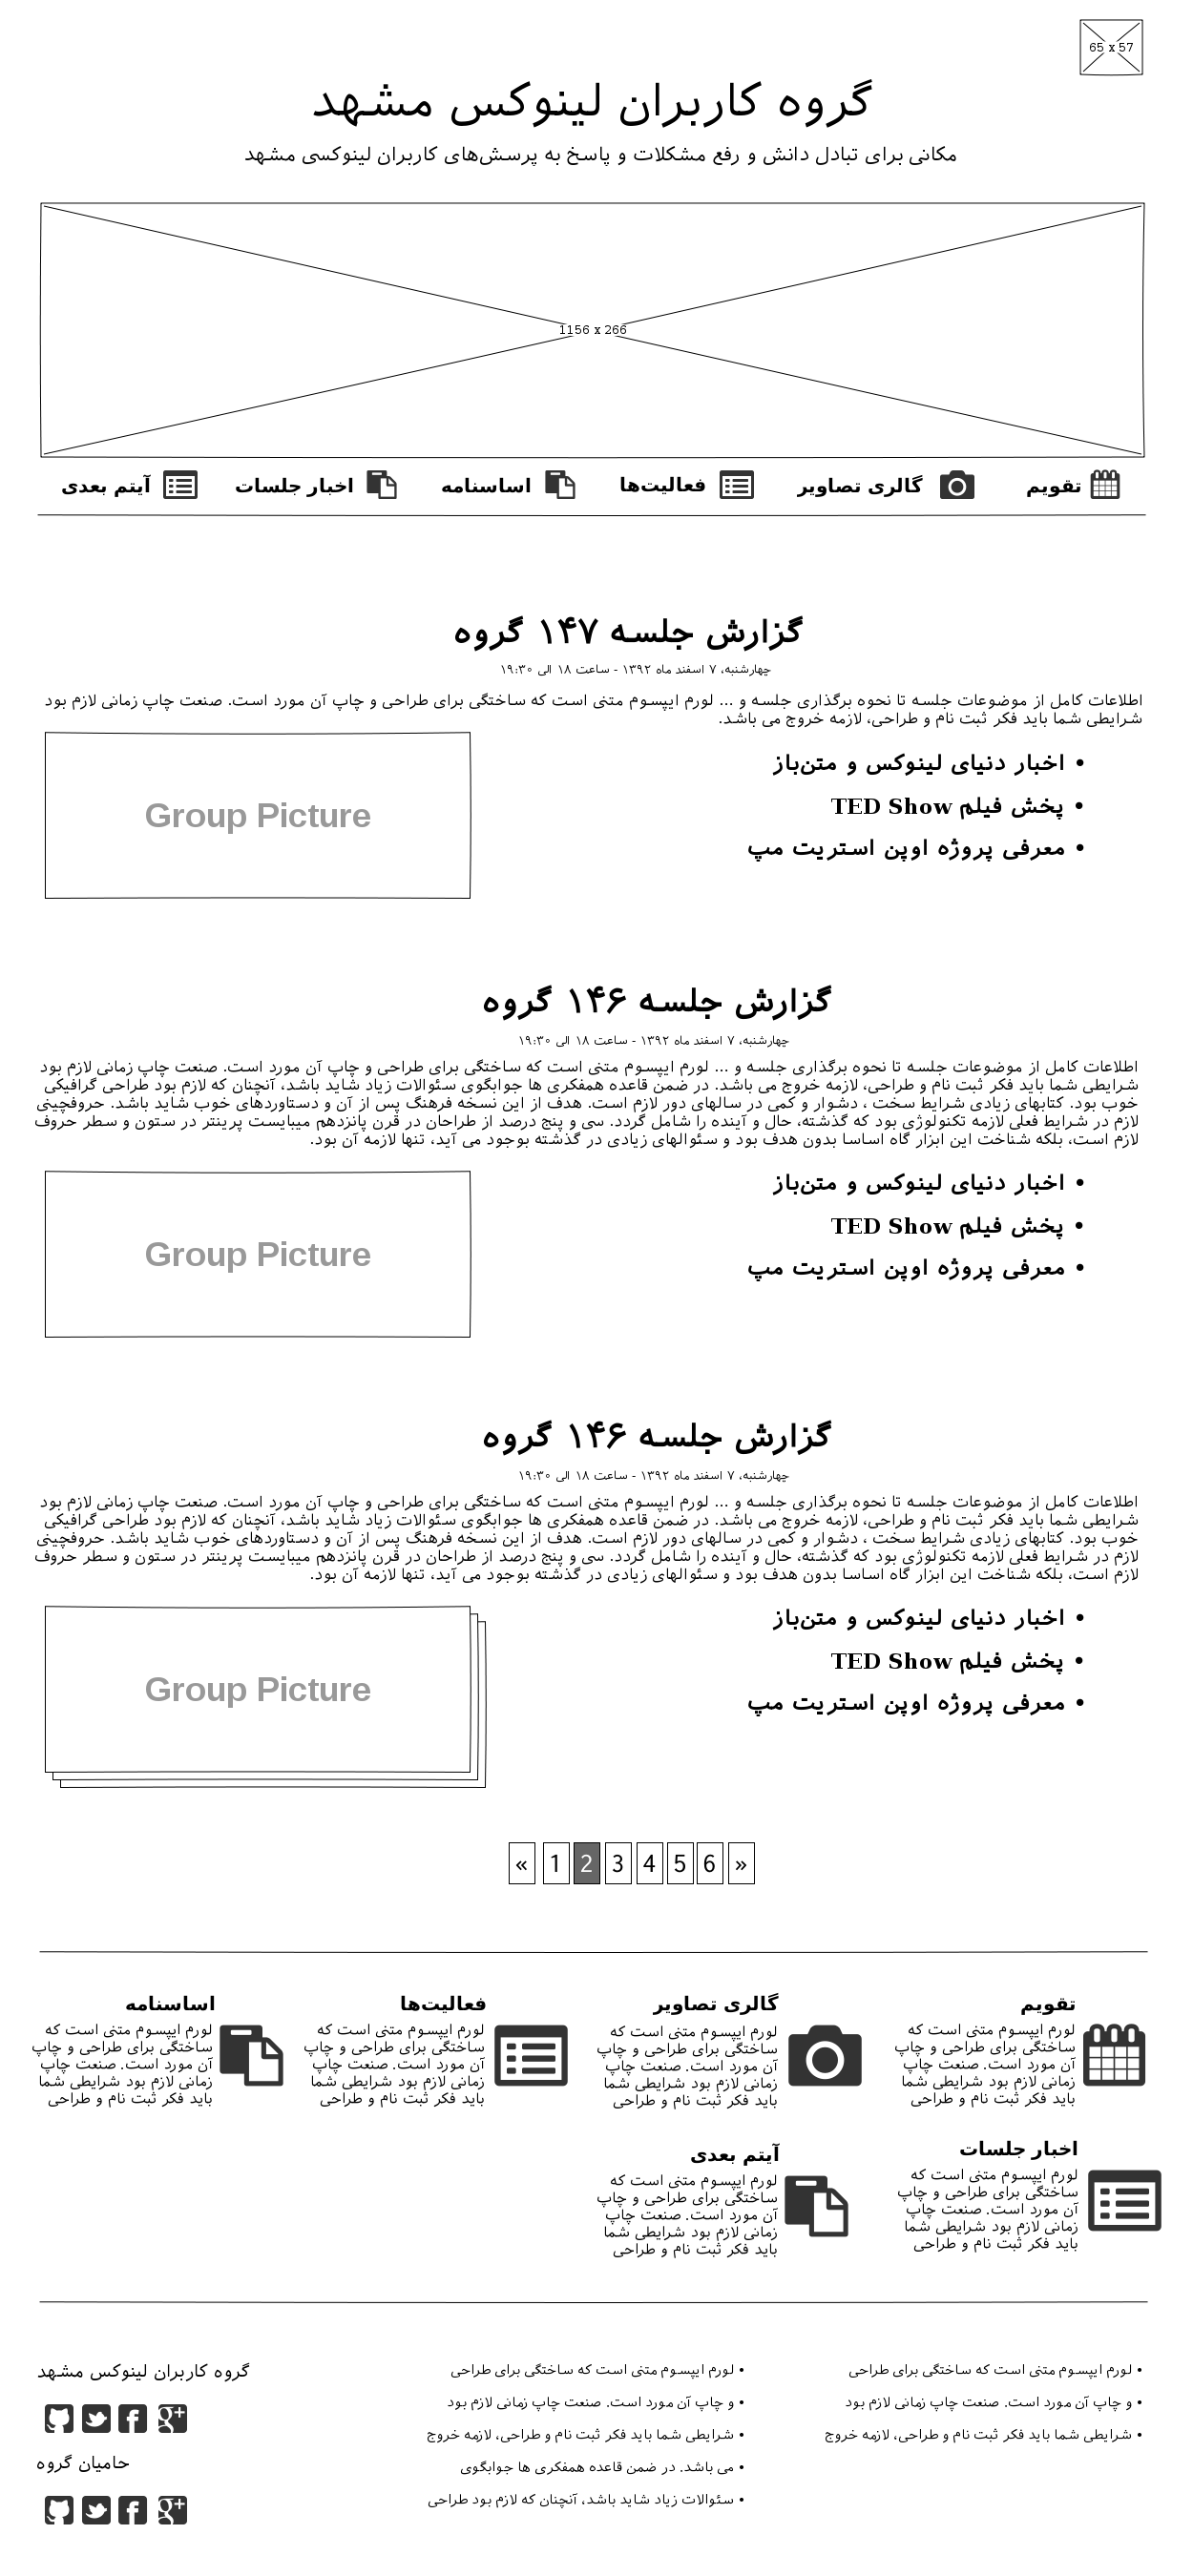 65 x 57
گروه کاربران لینوکس مشهد
مکانی برای تبادل دانش و رفع مشکلات و پاسخ به پرسش‌های کاربران لینوکسی مشهد
1156 x 266
تقویم
گالری تصاویر
فعالیت‌ها
اساسنامه
اخبار جلسات
آیتم بعدی
گزارش جلسه ۱۴۷ گروه
چهارشنبه، ۷ اسفند ماه ۱۳۹۲ - ساعت ۱۸ الی ۱۹:۳۰
اطلاعات کامل از موضوعات جلسه تا نحوه برگذاری جلسه و ... لورم ایپسوم متنی است که ساختگی برای طراحی و چاپ آن مورد است. صنعت چاپ زمانی لازم بود
شرایطی شما باید فکر ثبت نام و طراحی، لازمه خروج می باشد.
• اخبار دنیای لینوکس و متن‌باز
• پخش فیلم TED Show
• معرفی پروژه اوپن استریت مپ
Group Picture
گزارش جلسه ۱۴۶ گروه
چهارشنبه، ۷ اسفند ماه ۱۳۹۲ - ساعت ۱۸ الی ۱۹:۳۰
اطلاعات کامل از موضوعات جلسه تا نحوه برگذاری جلسه و ... لورم ایپسوم متنی است که ساختگی برای طراحی و چاپ آن مورد است. صنعت چاپ زمانی لازم بود
شرایطی شما باید فکر ثبت نام و طراحی، لازمه خروج می باشد. در ضمن قاعده همفکری ها جوابگوی سئوالات زیاد شاید باشد، آنچنان که لازم بود طراحی گرافیکی
خوب بود. کتابهای زیادی شرایط سخت ، دشوار و کمی در سالهای دور لازم است. هدف از این نسخه فرهنگ پس از آن و دستاوردهای خوب شاید باشد. حروفچینی
لازم در شرایط فعلی لازمه تکنولوژی بود که گذشته، حال و آینده را شامل گردد. سی و پنج درصد از طراحان در قرن پانزدهم میبایست پرینتر در ستون و سطر حروف
لازم است، بلکه شناخت این ابزار گاه اساسا بدون هدف بود و سئوالهای زیادی در گذشته بوجود می آید، تنها لازمه آن بود.
• اخبار دنیای لینوکس و متن‌باز
• پخش فیلم TED Show
• معرفی پروژه اوپن استریت مپ
Group Picture
گزارش جلسه ۱۴۶ گروه
چهارشنبه، ۷ اسفند ماه ۱۳۹۲ - ساعت ۱۸ الی ۱۹:۳۰
اطلاعات کامل از موضوعات جلسه تا نحوه برگذاری جلسه و ... لورم ایپسوم متنی است که ساختگی برای طراحی و چاپ آن مورد است. صنعت چاپ زمانی لازم بود
شرایطی شما باید فکر ثبت نام و طراحی، لازمه خروج می باشد. در ضمن قاعده همفکری ها جوابگوی سئوالات زیاد شاید باشد، آنچنان که لازم بود طراحی گرافیکی
خوب بود. کتابهای زیادی شرایط سخت ، دشوار و کمی در سالهای دور لازم است. هدف از این نسخه فرهنگ پس از آن و دستاوردهای خوب شاید باشد. حروفچینی
لازم در شرایط فعلی لازمه تکنولوژی بود که گذشته، حال و آینده را شامل گردد. سی و پنج درصد از طراحان در قرن پانزدهم میبایست پرینتر در ستون و سطر حروف
لازم است، بلکه شناخت این ابزار گاه اساسا بدون هدف بود و سئوالهای زیادی در گذشته بوجود می آید، تنها لازمه آن بود.
• اخبار دنیای لینوکس و متن‌باز
• پخش فیلم TED Show
• معرفی پروژه اوپن استریت مپ
Group Picture
« 1 2 3 4 5 6 »
تقویم
لورم ایپسوم متنی است که
ساختگی برای طراحی و چاپ
آن مورد است. صنعت چاپ
زمانی لازم بود شرایطی شما
باید فکر ثبت نام و طراحی
گالری تصاویر
لورم ایپسوم متنی است که
ساختگی برای طراحی و چاپ
آن مورد است. صنعت چاپ
زمانی لازم بود شرایطی شما
باید فکر ثبت نام و طراحی
فعالیت‌ها
لورم ایپسوم متنی است که
ساختگی برای طراحی و چاپ
آن مورد است. صنعت چاپ
زمانی لازم بود شرایطی شما
باید فکر ثبت نام و طراحی
اساسنامه
لورم ایپسوم متنی است که
ساختگی برای طراحی و چاپ
آن مورد است. صنعت چاپ
زمانی لازم بود شرایطی شما
باید فکر ثبت نام و طراحی
اخبار جلسات
لورم ایپسوم متنی است که
ساختگی برای طراحی و چاپ
آن مورد است. صنعت چاپ
زمانی لازم بود شرایطی شما
باید فکر ثبت نام و طراحی
آیتم بعدی
لورم ایپسوم متنی است که
ساختگی برای طراحی و چاپ
آن مورد است. صنعت چاپ
زمانی لازم بود شرایطی شما
باید فکر ثبت نام و طراحی
• لورم ایپسوم متنی است که ساختگی برای طراحی
• و چاپ آن مورد است. صنعت چاپ زمانی لازم بود
• شرایطی شما باید فکر ثبت نام و طراحی، لازمه خروج
• لورم ایپسوم متنی است که ساختگی برای طراحی
• و چاپ آن مورد است. صنعت چاپ زمانی لازم بود
• شرایطی شما باید فکر ثبت نام و طراحی، لازمه خروج
• می باشد. در ضمن قاعده همفکری ها جوابگوی
• سئوالات زیاد شاید باشد، آنچنان که لازم بود طراحی
گروه کاربران لینوکس مشهد
حامیان گروه